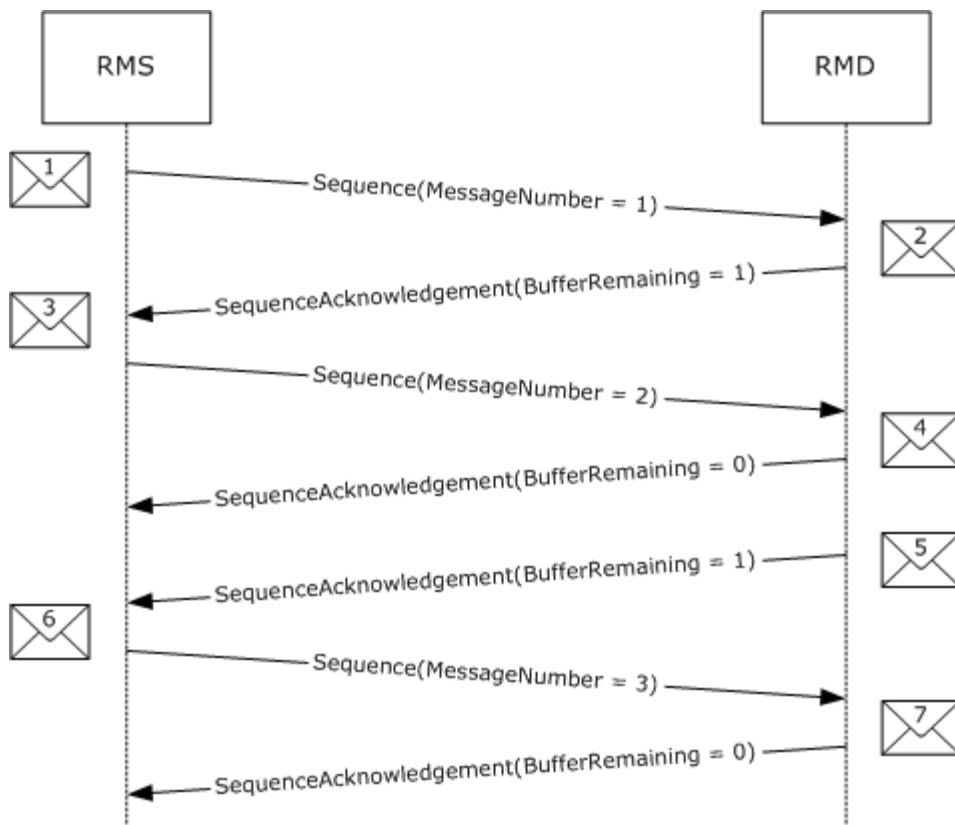 RMS
RMD
1
Sequence(MessageNumber = 1)
2
SequenceAcknowledgement(BufferRemaining = 1)
3
Sequence(MessageNumber = 2)
4
SequenceAcknowledgement(BufferRemaining = 0)
5
SequenceAcknowledgement(BufferRemaining = 1)
6
Sequence(MessageNumber = 3)
7
SequenceAcknowledgement(BufferRemaining = 0)